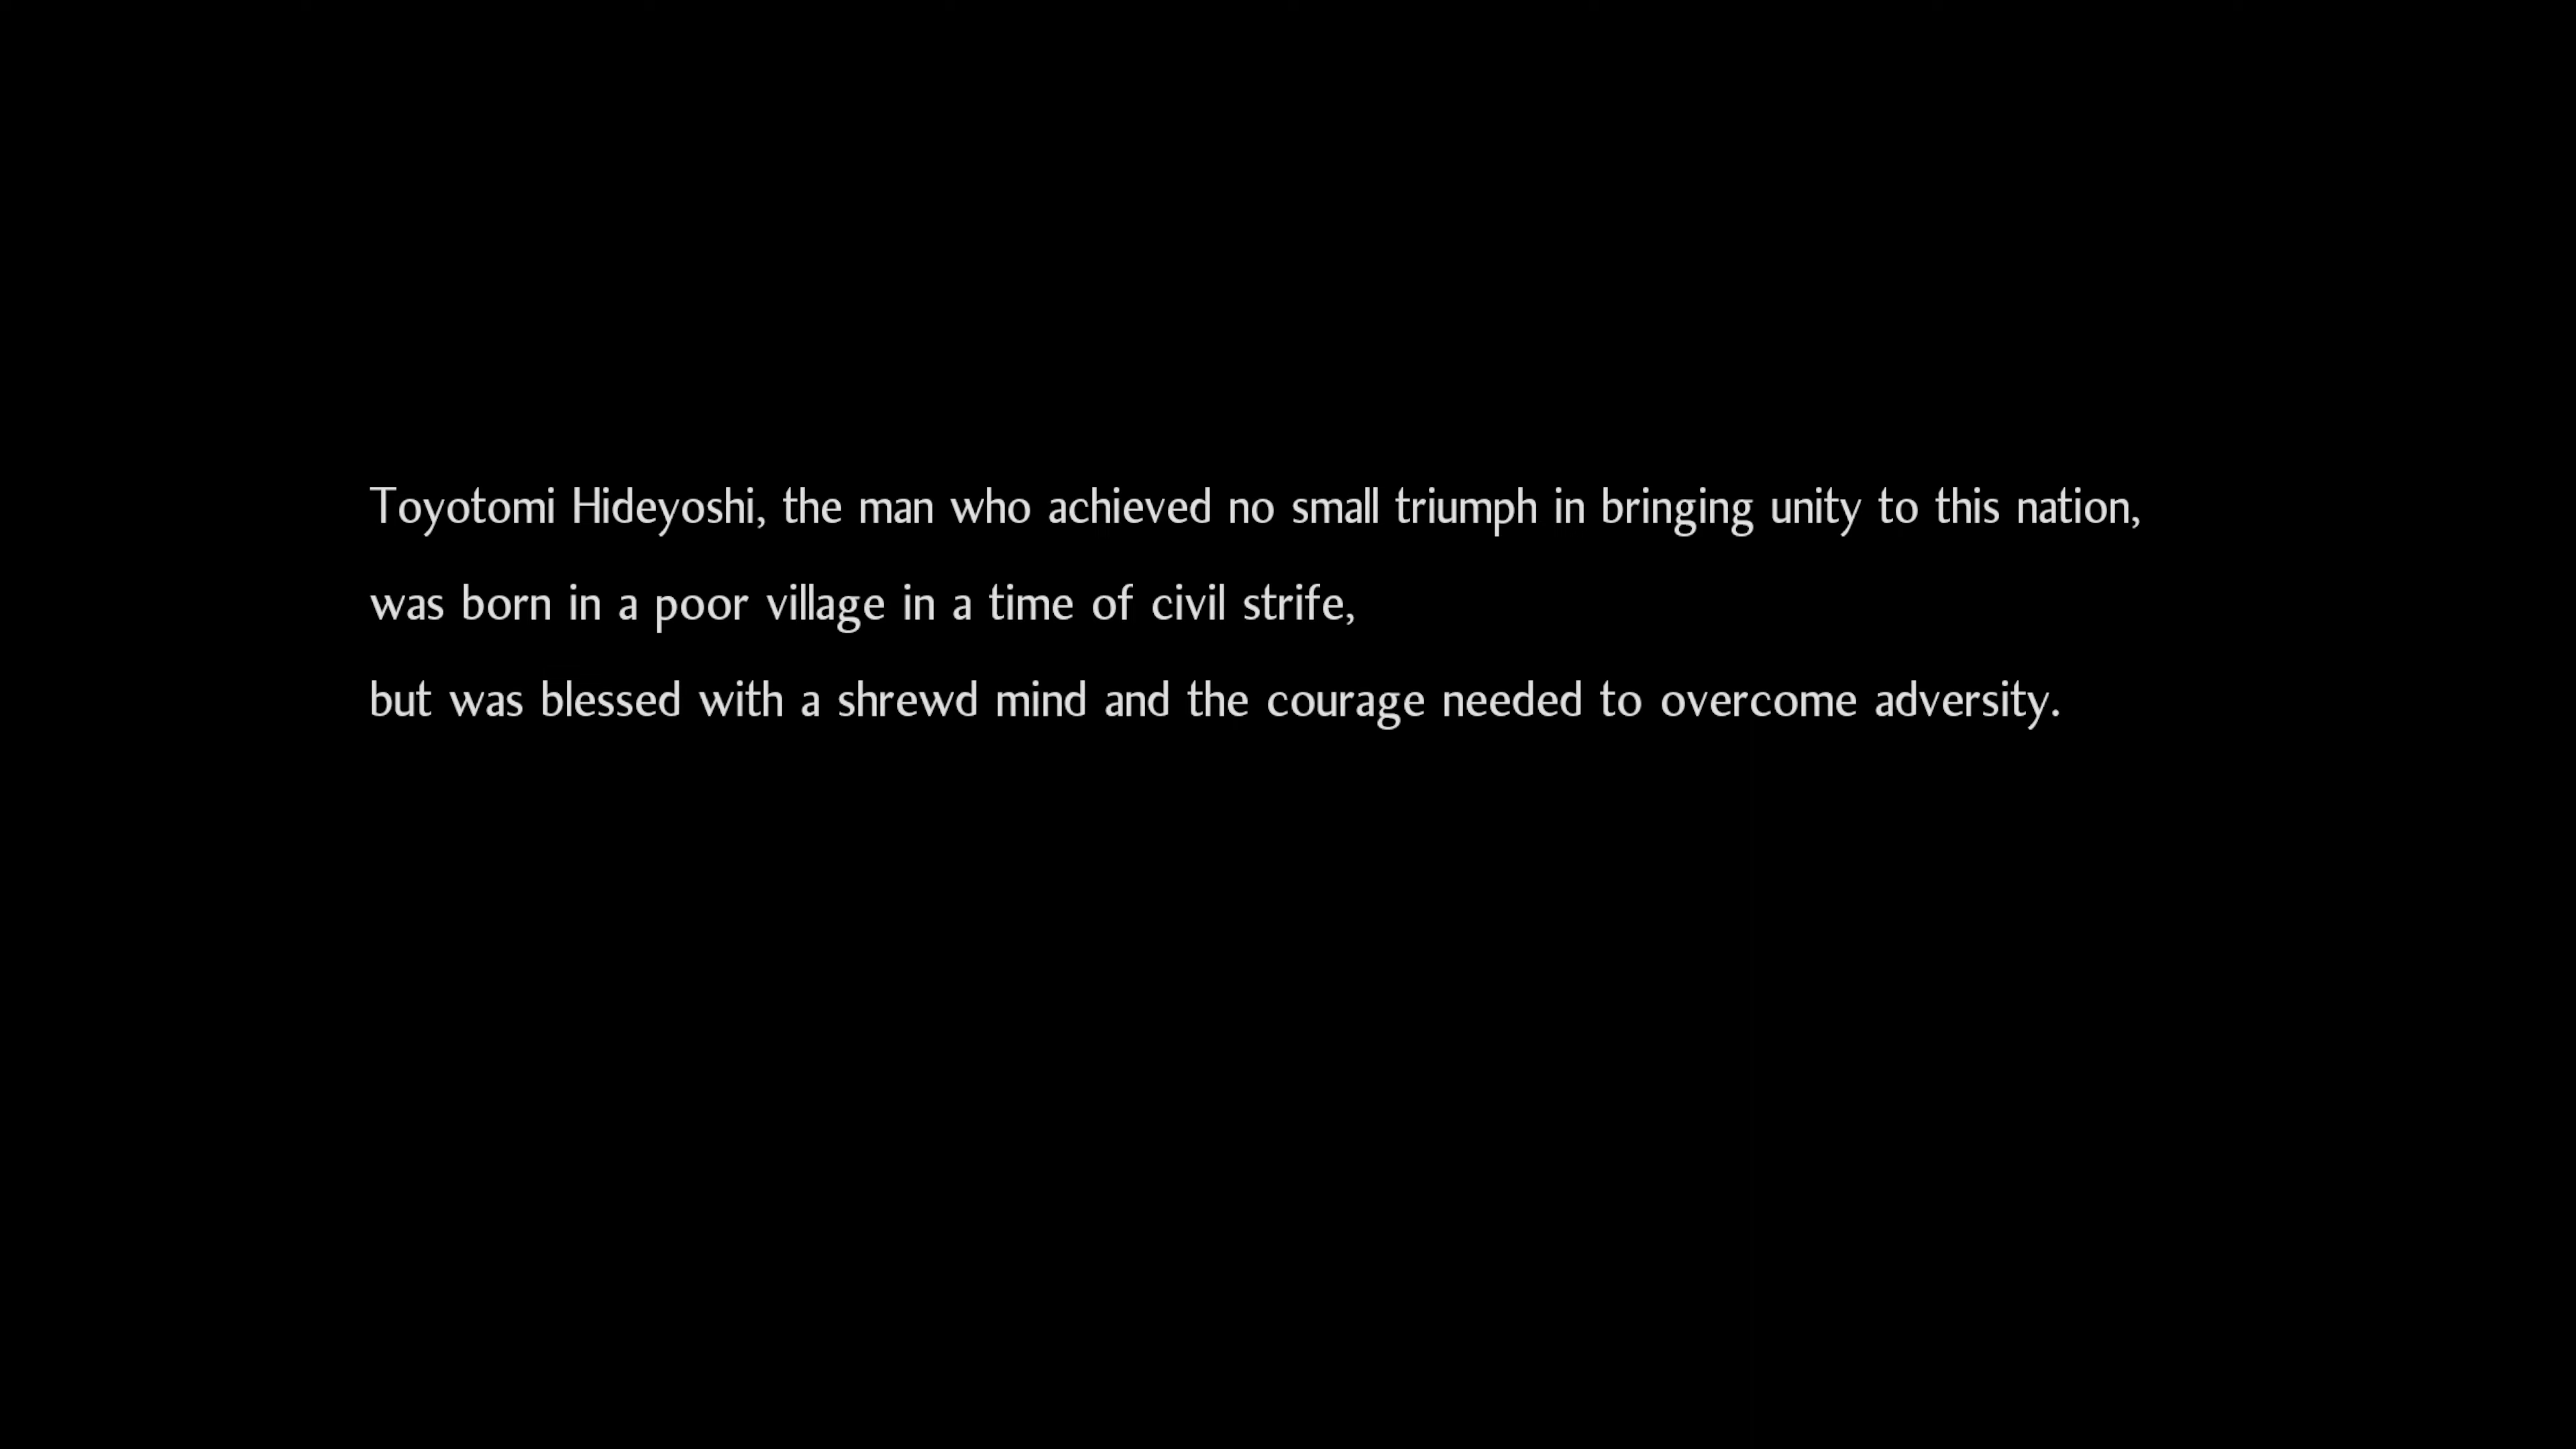 Toyotomi Hideyoshi, the man who achieved no small triumph in bringing unity to this nation,
was born in a poor village in a time of civil strife,
but was blessed with a shrewd mind and the courage needed to overcome adversity.